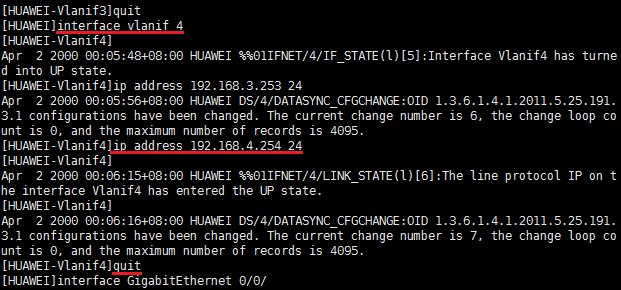 [HUAWEI-Vlanif3]quit
[HUAWEI]interface vlanif 4
[HUAWEI-Vlanif4]
Apr  2 2000 00:05:48+08:00 HUAWEI %%01IFNET/4/IF_STATE(l)[5]:Interface Vlanif4 has turne
d into UP state.
[HUAWEI-Vlanif4]ip address 192.168.3.253 24
Apr  2 2000 00:05:56+08:00 HUAWEI DS/4/DATASYNC_CFGCHANGE:OID 1.3.6.1.4.1.2011.5.25.191.
3.1 configurations have been changed. The current change number is 6, the change loop co
unt is 0, and the maximum number of records is 4095.
[HUAWEI-Vlanif4]ip address 192.168.4.254 24
[HUAWEI-Vlanif4]
Apr  2 2000 00:06:15+08:00 HUAWEI %%01IFNET/4/LINK_STATE(l)[6]:The line protocol IP on t
he interface Vlanif4 has entered the UP state.
[HUAWEI-Vlanif4]
Apr  2 2000 00:06:16+08:00 HUAWEI DS/4/DATASYNC_CFGCHANGE:OID 1.3.6.1.4.1.2011.5.25.191.
3.1 configurations have been changed. The current change number is 7, the change loop co
unt is 0, and the maximum number of records is 4095.
[HUAWEI-Vlanif4]quit
[HUAWEI]interface GigabitEthernet 0/0/